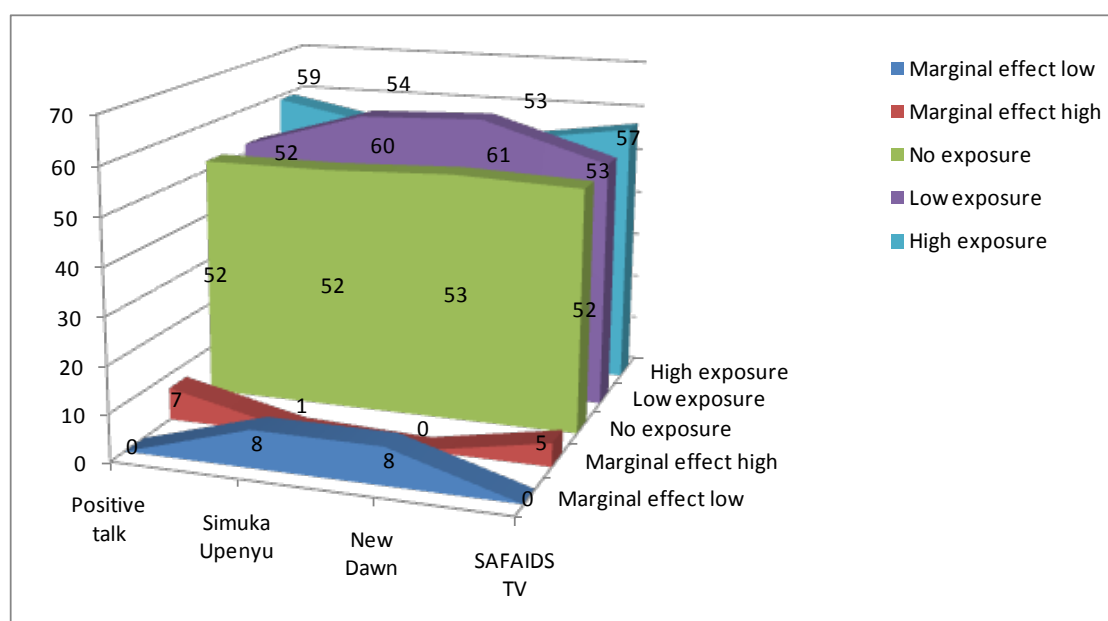 59
54
53
57
70
60
50
40
30
20
10
0
52
60
61
53
52
52
53
52
7
1
0
5
0
8
8
0
Positive
talk
Simuka
Upenyu
New
Dawn
SAFAIDS
TV
High exposure
Low exposure
No exposure
Marginal effect high
Marginal effect low
Marginal effect low
Marginal effect high
No exposure
Low exposure
High exposure